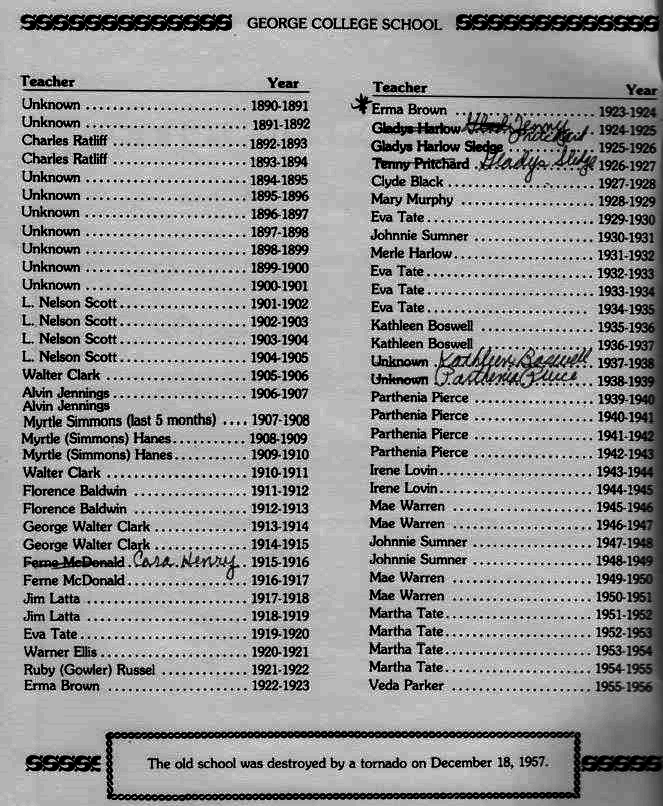 GEORGE COLLEGE SCHOOL
Teacher Year
Unknown 1890-1891
Unknown 1891-1892
Charles Ratliff 1892-1893
Charles Ratliff 1893-1894
Unknown 1894-1895
Unknown 1895-1896
Unknown 1896-1897
Unknown 1897-1898
Unknown 1898-1899
Unknown 1899-1900
Unknown 1900-1901
L. Nelson Scott 1901-1902
L. Nelson Scott 1902-1903
L. Nelson Scott 1903-1904
L. Nelson Scott 1904-1905
Walter Clark 1905-1906
Alvin Jennings 1906-1907
Alvin Jennings
Myrtle Simmons (last 5 months) 1907-1908
Myrtle (Simmons) Hanes 1908-1909
Myrtle (Simmons) Hanes 1909-1910
Walter Clark 1910-1911
Florence Baldwin 1911-1912
Florence Baldwin 1912-1913
George Walter Clark 1913-1914
George Walter Clark 1914-1915
Ferne McDonald Cara Henry 1915-1916
Ferne McDonald 1916-1917
Jim Latta 1917-1918
Jim Latta 1918-1919
Eva Tate 1919-1920
Warner Ellis 1920-1921
Ruby (Gowler) Russel 1921-1922
Erma Brown 1922-1923
Teacher Year
* Erma Brown 1923-1924
Gladys Harlow Tenny Pritchard 1924-1925
Gladys Harlow Sledge 1925-1926
Tenny Pritchard Gladys Sledge 1926-1927
Clyde Black 1927-1928
Mary Murphy 1928-1929
Eva Tate 1929-1930
Johnnie Sumner 1930-1931
Merle Harlow 1931-1932
Eva Tate 1932-1933
Eva Tate 1933-1934
Eva Tate 1934-1935
Kathleen Boswell 1935-1936
Kathleen Boswell 1936-1937
Unknown Kathleen Boswell 1937-1938
Unknown Parthenia Pierce 1938-1939
Parthenia Pierce 1939-1940
Parthenia Pierce 1940-1941
Parthenia Pierce 1941-1942
Parthenia Pierce 1942-1943
Irene Lovin 1943-1944
Irene Lovin 1944-1945
Mae Warren 1945-1946
Mae Warren 1946-1947
Johnnie Sumner 1947-1948
Johnnie Sumner 1948-1949
Mae Warren 1949-1950
Mae Warren 1950-1951
Martha Tate 1951-1952
Martha Tate 1952-1953
Martha Tate 1953-1954
Martha Tate 1954-1955
Veda Parker 1955-1956
The old school was destroyed by a tornado on December 18, 1957.